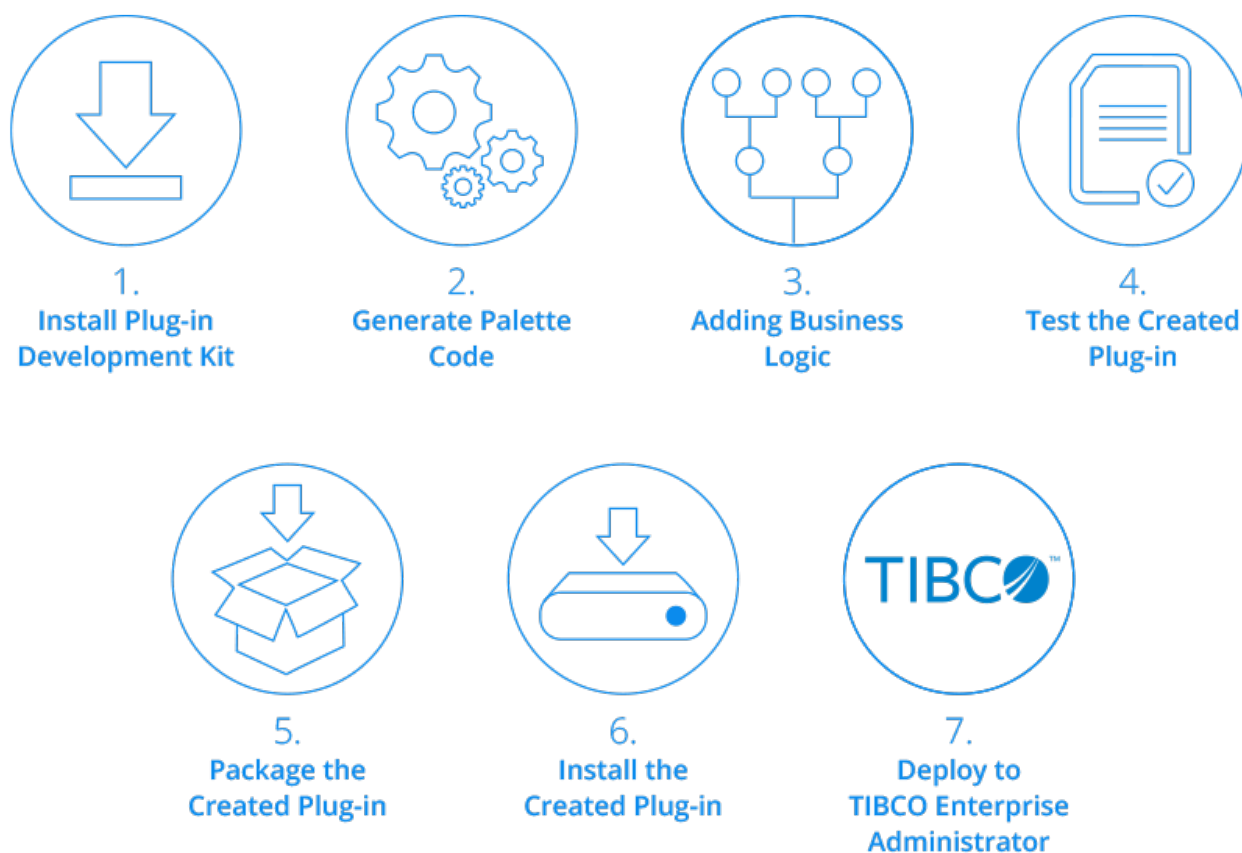 1.
Install Plug-in
Development Kit
2.
Generate Palette
Code
3.
Adding Business
Logic
4.
Test the Created
Plug-in
5.
Package the
Created Plug-in
6.
Install the
Created Plug-in
TIBCO™
7.
Deploy to
TIBCO Enterprise
Administrator